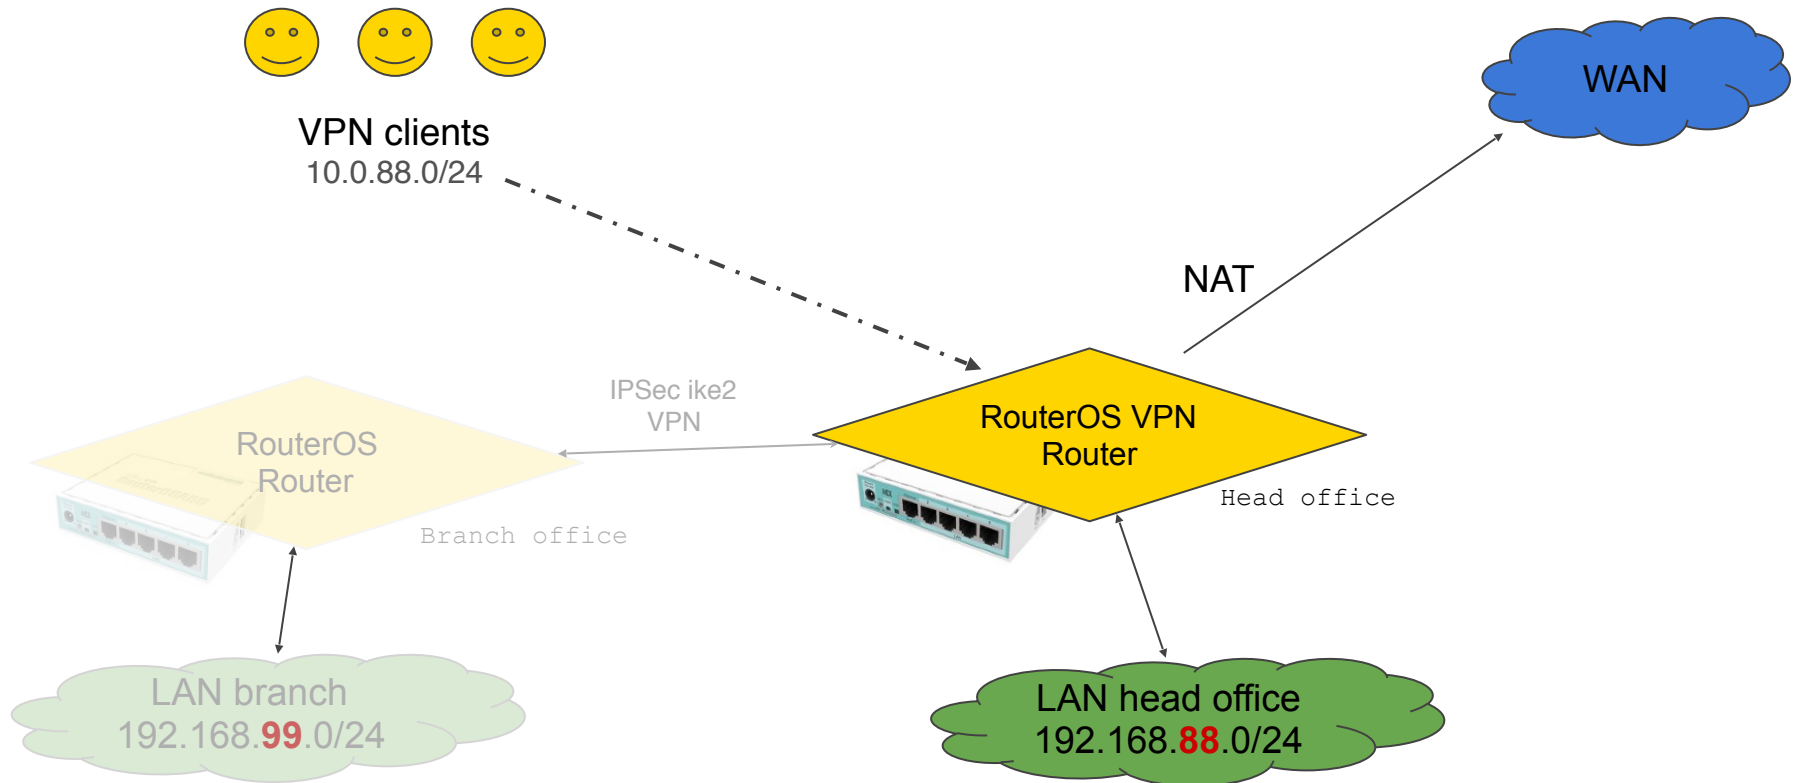 VPN clients
10.0.88.0/24
WAN
NAT
IPSec ike2
VPN
RouterOS
Router
Branch office
RouterOS VPN
Router
Head office
LAN branch
192.168.99.0/24
LAN head office
192.168.88.0/24